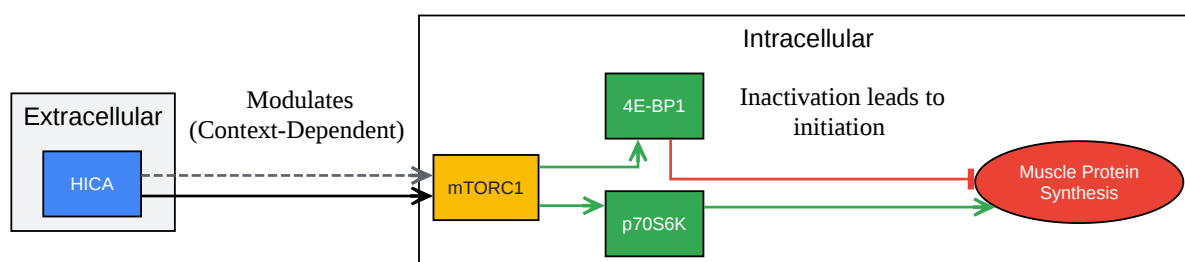 Intracellular
Extracellular
HICA
Modulates
(Context-Dependent)
mTORC1
4E-BP1
p70S6K
Inactivation leads to
initiation
Muscle Protein
Synthesis